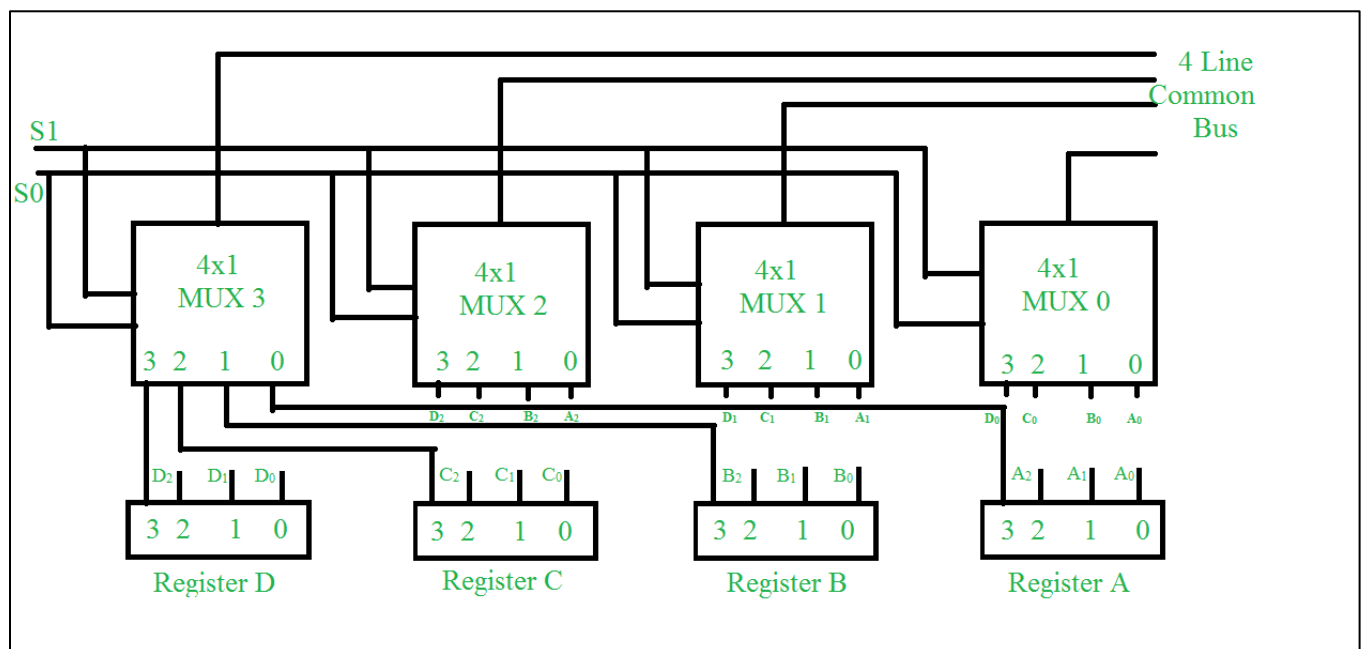 4 Line
Common
Bus
S1
S0
4x1
MUX 3
4x1
MUX 2
4x1
MUX 1
4x1
MUX 0
3 2 1 0
3 2 1 0
3 2 1 0
3 2 1 0
D₂ C₂ B₂ A₂
D₁ C₁ B₁ A₁
D₀ C₀ B₀ A₀
D₂ D₁ D₀
C₂ C₁ C₀
B₂ B₁ B₀
A₂ A₁ A₀
3 2 1 0
3 2 1 0
3 2 1 0
3 2 1 0
Register D
Register C
Register B
Register A